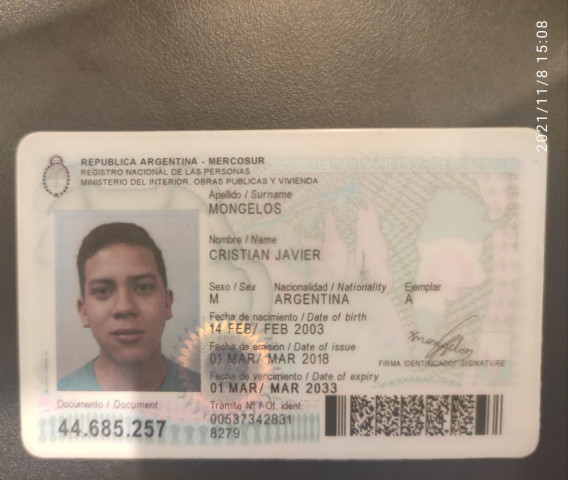 2021/11/8 15:08
REPUBLICA ARGENTINA - MERCOSUR
REGISTRO NACIONAL DE LAS PERSONAS
MINISTERIO DEL INTERIOR, OBRAS PUBLICAS Y VIVIENDA
Apellido / Surname
MONGELOS
Nombre / Name
CRISTIAN JAVIER
Sexo / Sex Nacionalidad / Nationality Ejemplar
M ARGENTINA A
Fecha de nacimiento / Date of birth
14 FEB/ FEB 2003
Fecha de emisión / Date of issue
01 MAR/ MAR 2018
Fecha de vencimiento / Date of expiry
01 MAR/ MAR 2033
Mongelos
FIRMA IDENTIFICADO / SIGNATURE
Documento / Document
44.685.257
Tramite Nº / Of. ident.
00537342831
8279